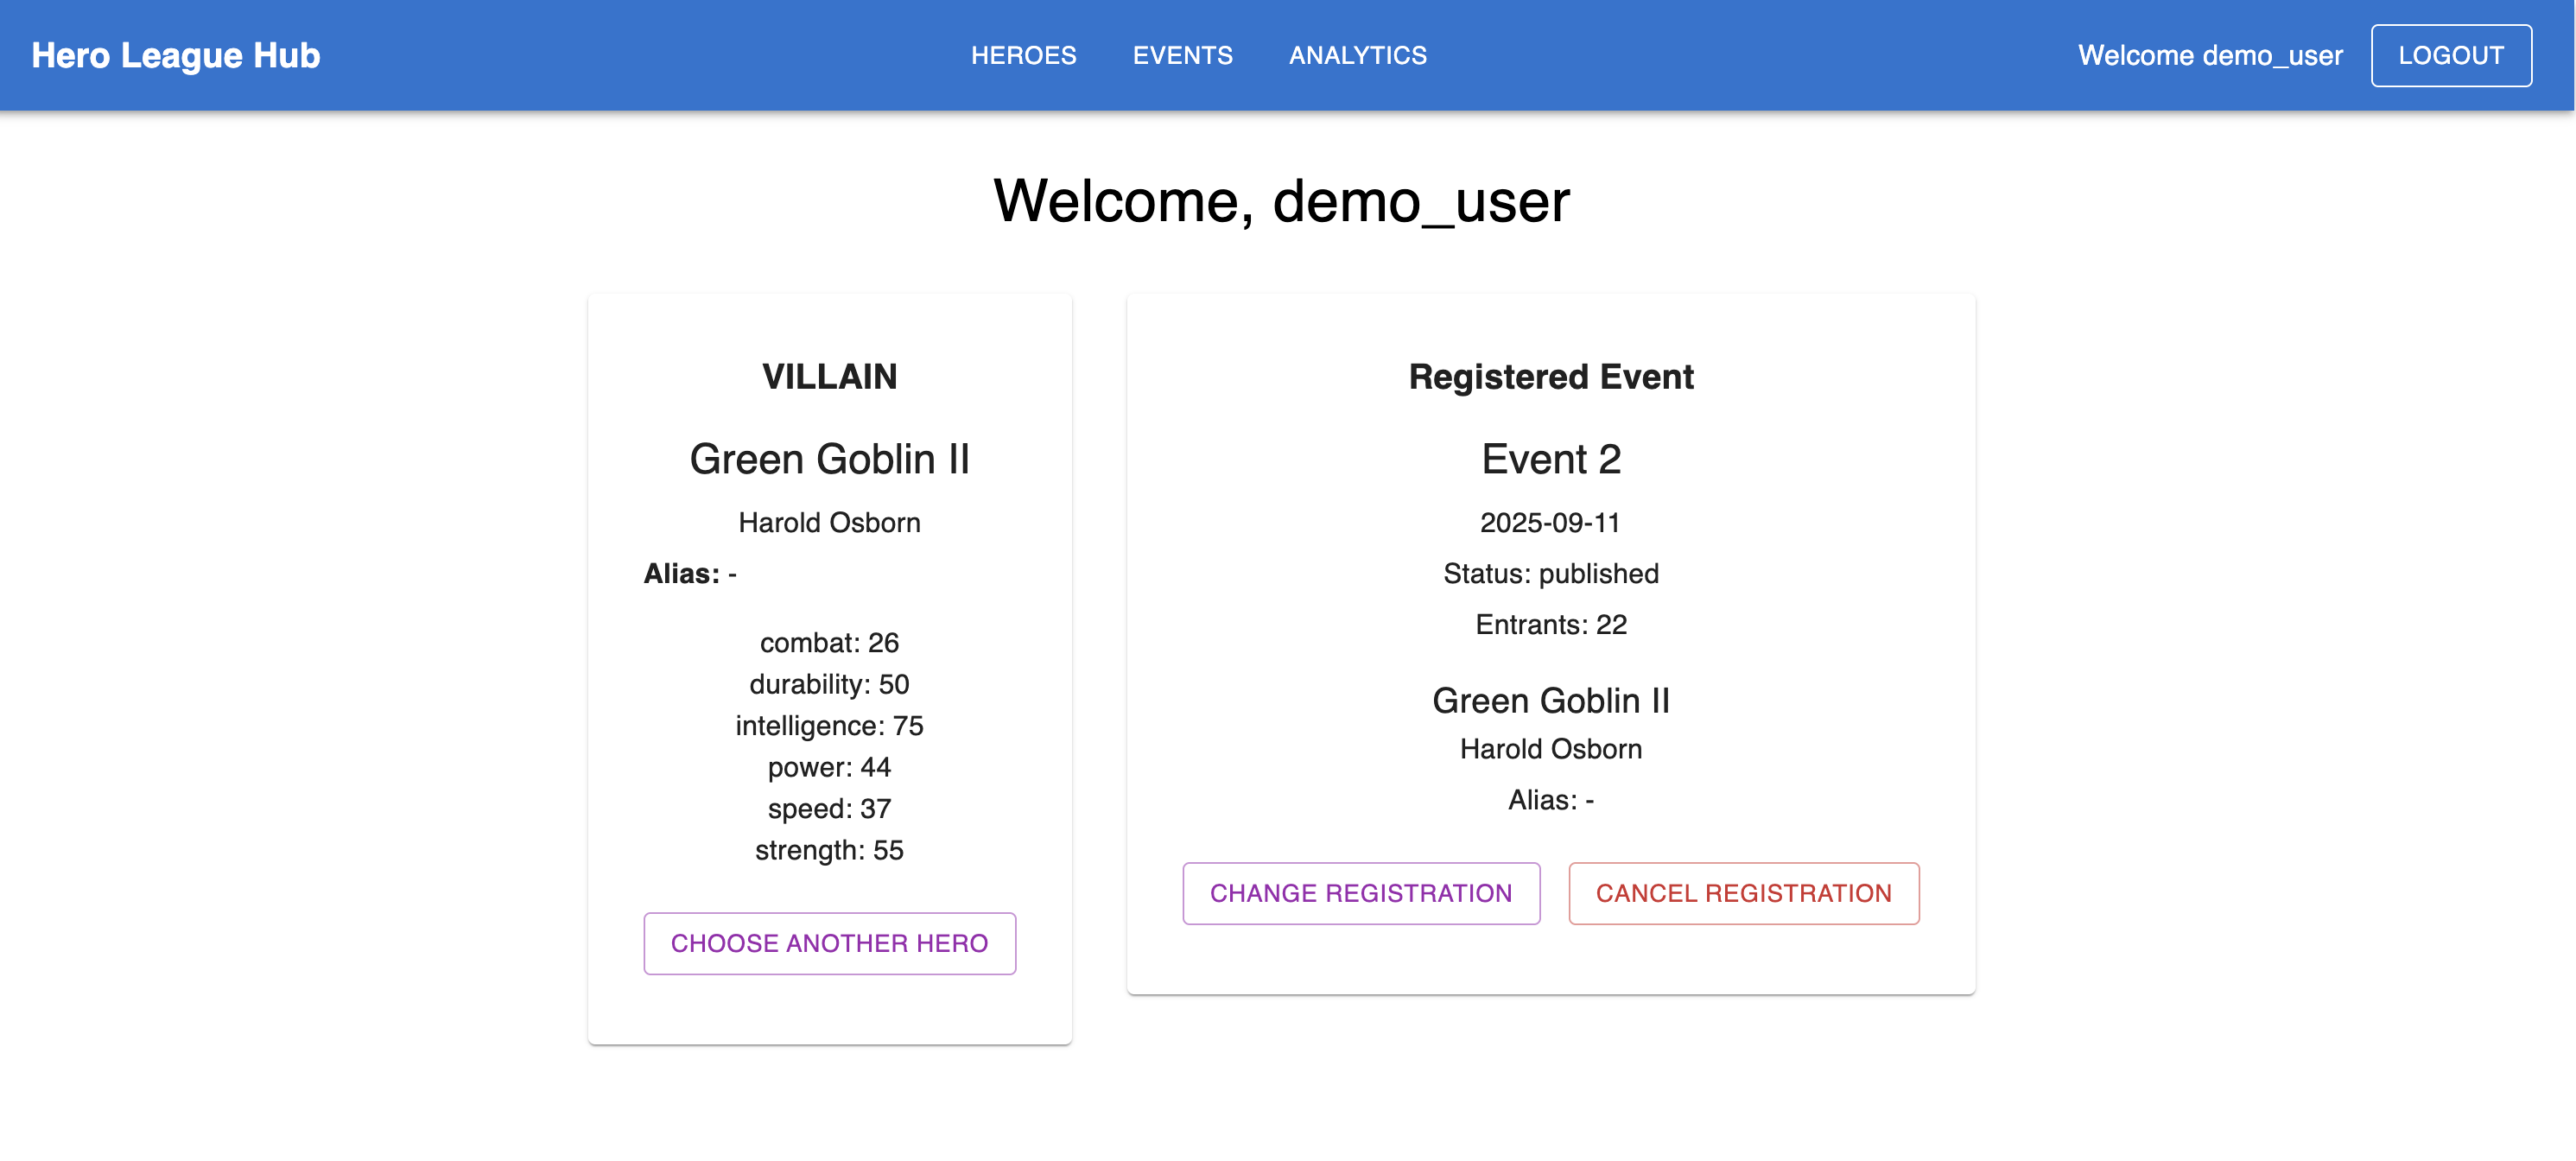 Hero League Hub
HEROES
EVENTS
ANALYTICS
Welcome demo_user
LOGOUT
Welcome, demo_user
VILLAIN
Green Goblin II
Harold Osborn
Alias: -
combat: 26
durability: 50
intelligence: 75
power: 44
speed: 37
strength: 55
CHOOSE ANOTHER HERO
Registered Event
Event 2
2025-09-11
Status: published
Entrants: 22
Green Goblin II
Harold Osborn
Alias: -
CHANGE REGISTRATION
CANCEL REGISTRATION